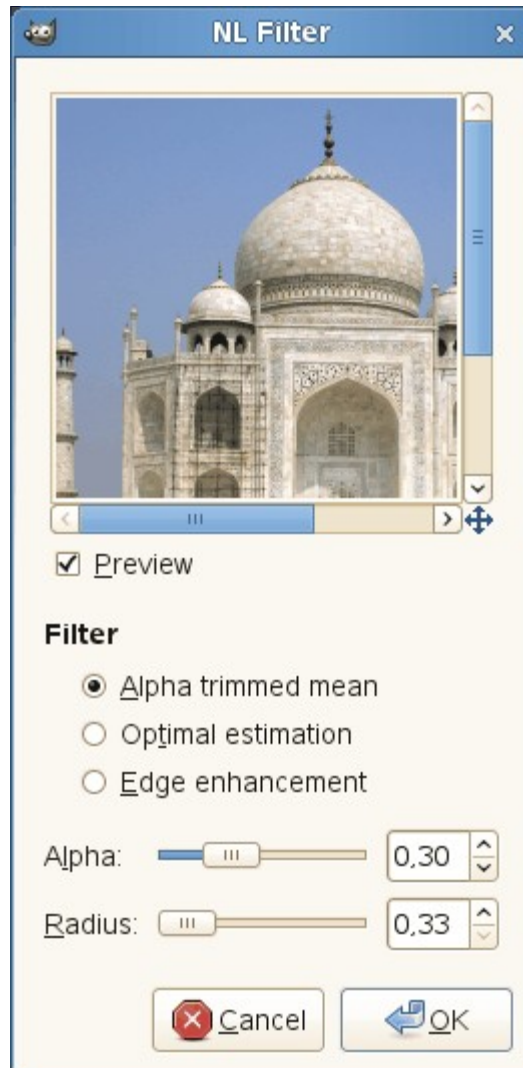 NL Filter
Preview
Filter
Alpha trimmed mean
Optimal estimation
Edge enhancement
Alpha: 0,30
Radius: 0,33
Cancel OK